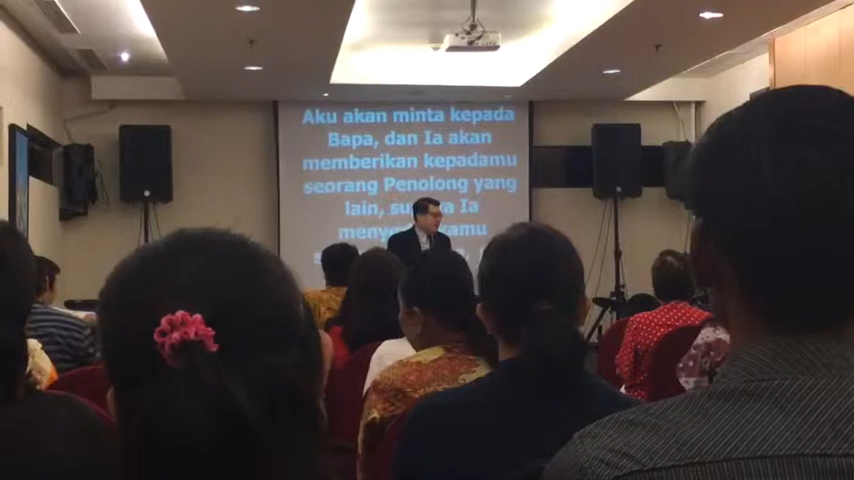 Aku akan minta kepada
Bapa, dan Ia akan
memberikan kepadamu
seorang Penolong yang
lain, Ia